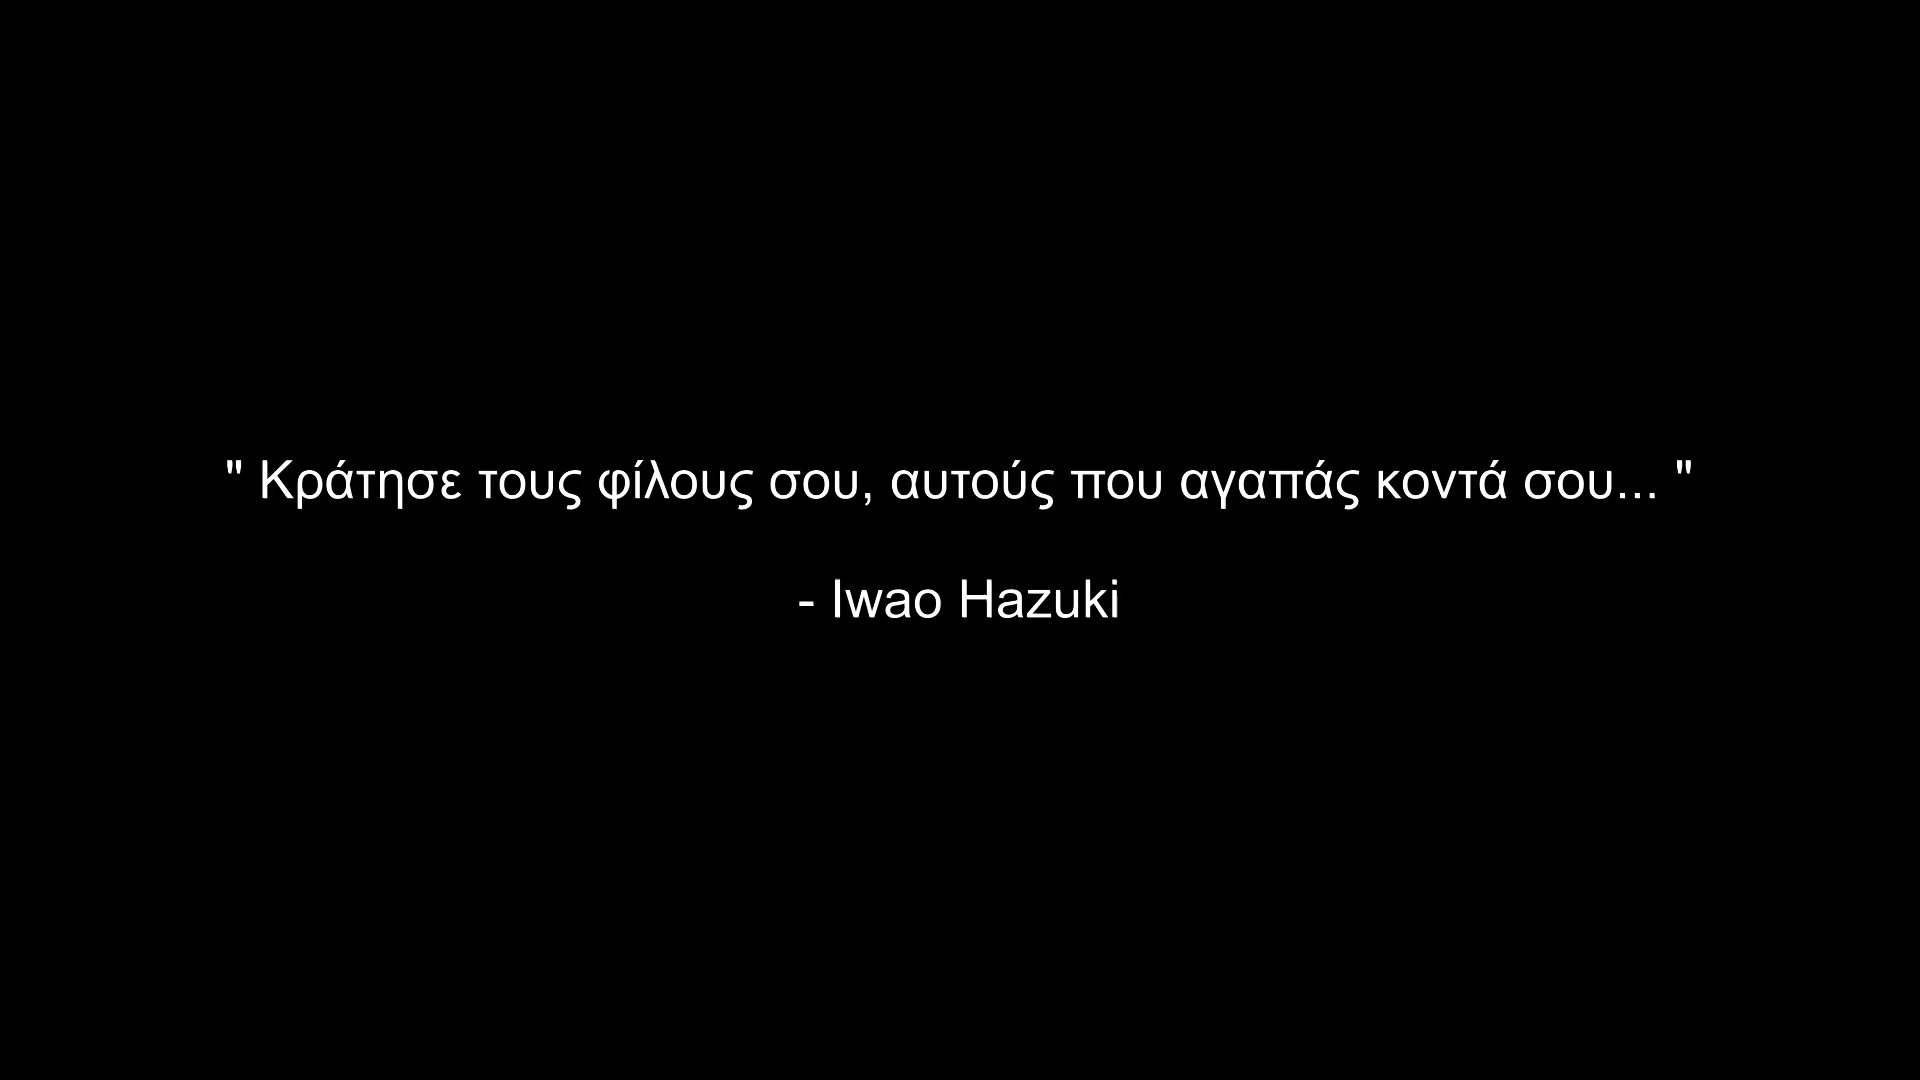 " Κράτησε τους φίλους σου, αυτούς που αγαπάς κοντά σου... "
- Iwao Hazuki